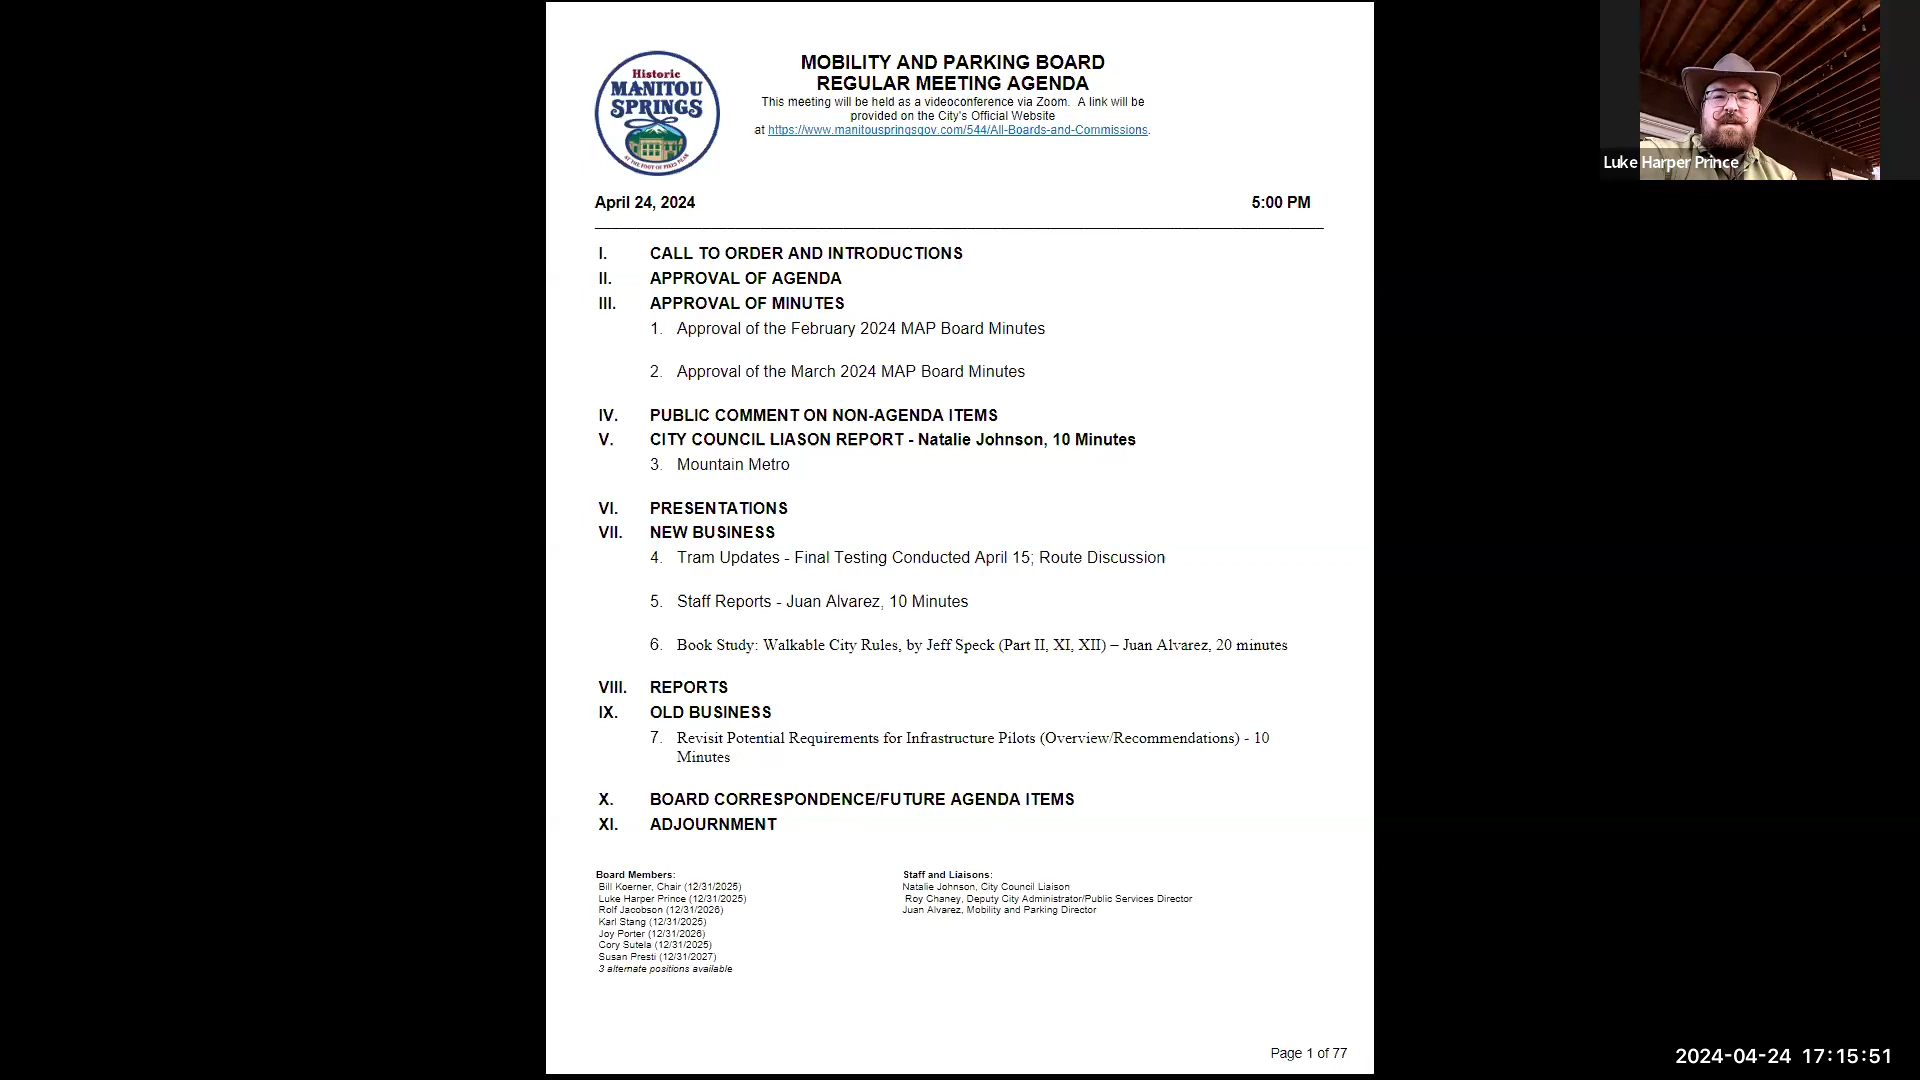 Historic
MANITOU
SPRINGS
AT THE FOOT OF PIKES PEAK
MOBILITY AND PARKING BOARD
REGULAR MEETING AGENDA
This meeting will be held as a videoconference via Zoom. A link will be
provided on the City's Official Website
at https://www.manitouspringsgov.com/544/All-Boards-and-Commissions.
Luke Harper Prince
April 24, 2024 5:00 PM
I. CALL TO ORDER AND INTRODUCTIONS
II. APPROVAL OF AGENDA
III. APPROVAL OF MINUTES
1. Approval of the February 2024 MAP Board Minutes
2. Approval of the March 2024 MAP Board Minutes
IV. PUBLIC COMMENT ON NON-AGENDA ITEMS
V. CITY COUNCIL LIASON REPORT - Natalie Johnson, 10 Minutes
3. Mountain Metro
VI. PRESENTATIONS
VII. NEW BUSINESS
4. Tram Updates - Final Testing Conducted April 15; Route Discussion
5. Staff Reports - Juan Alvarez, 10 Minutes
6. Book Study: Walkable City Rules, by Jeff Speck (Part II, XI, XII) – Juan Alvarez, 20 minutes
VIII. REPORTS
IX. OLD BUSINESS
7. Revisit Potential Requirements for Infrastructure Pilots (Overview/Recommendations) - 10
Minutes
X. BOARD CORRESPONDENCE/FUTURE AGENDA ITEMS
XI. ADJOURNMENT
Board Members:
Bill Koerner, Chair (12/31/2025)
Luke Harper Prince (12/31/2025)
Rolf Jacobson (12/31/2026)
Karl Stang (12/31/2025)
Joy Porter (12/31/2026)
Cory Sutela (12/31/2025)
Susan Presti (12/31/2027)
3 alternate positions available
Staff and Liaisons:
Natalie Johnson, City Council Liaison
Roy Chaney, Deputy City Administrator/Public Services Director
Juan Alvarez, Mobility and Parking Director
Page 1 of 77
2024-04-24 17:15:51